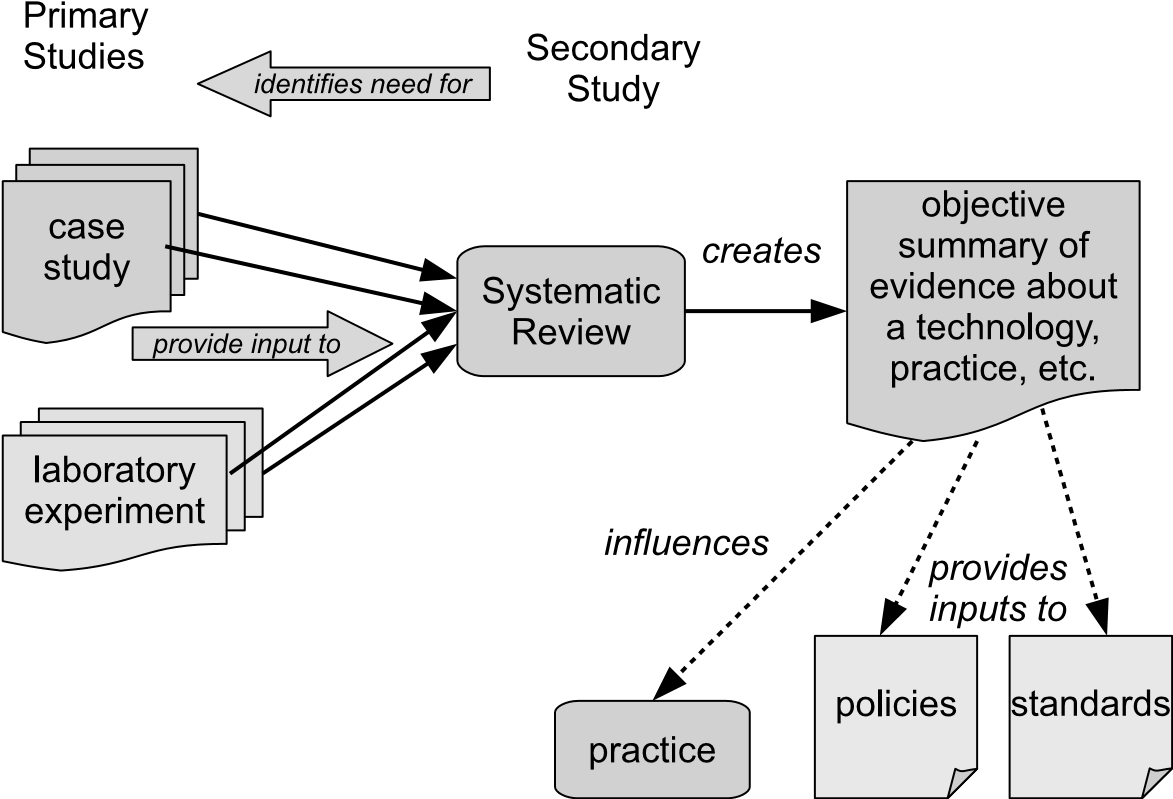 Primary
Studies
identifies need for
Secondary
Study
case
study
provide input to
laboratory
experiment
Systematic
Review
creates
objective
summary of
evidence about
a technology,
practice, etc.
influences
provides
inputs to
practice
policies
standards